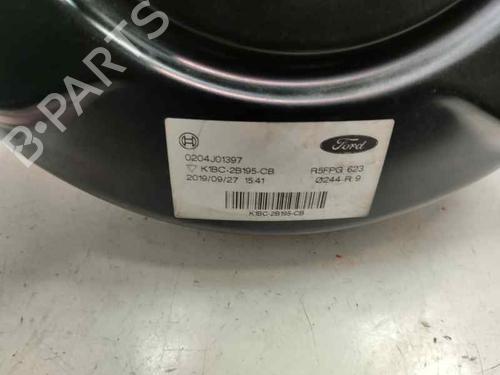 B-PARTS
Ford
0204J01397
R5FPG 623
K1BC-2B195-CB
2019/09/27 15:41
Ø244 R 9
K1BC-2B195-CB